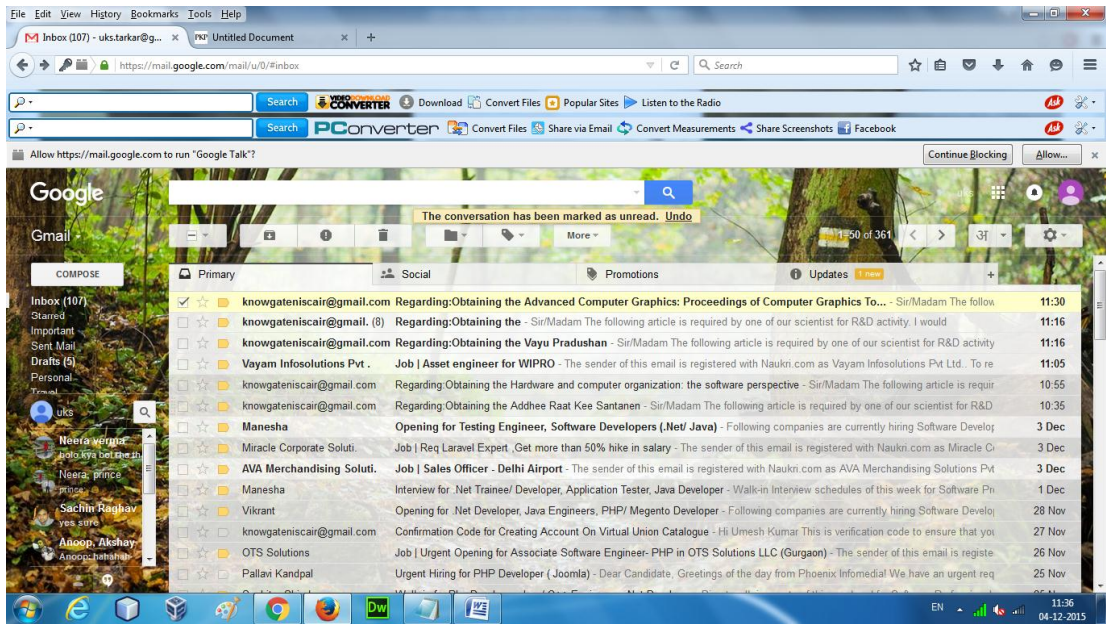 File Edit View History Bookmarks Tools Help
Inbox (107) - uks.tarkar@g... × PKP Untitled Document × +
https://mail.google.com/mail/u/0/#inbox Search
Search VIDEO DOWNLOAD CONVERTER Download Convert Files Popular Sites Listen to the Radio Ask
Search PConverter Convert Files Share via Email Convert Measurements Share Screenshots Facebook Ask
Allow https://mail.google.com to run "Google Talk"? Continue Blocking Allow... ×
Google
uks
The conversation has been marked as unread. Undo
Gmail More 1–50 of 361 अ
COMPOSE Primary Social Promotions Updates 1 new +
Inbox (107)
Starred
Important
Sent Mail
Drafts (5)
Personal
Travel
uks
Neera verma
Neera, prince
prince
Sachin Raghav
yes sure
Anoop, Akshay
Anoop: hahahah
knowgateniscair@gmail.com Regarding:Obtaining the Advanced Computer Graphics: Proceedings of Computer Graphics To... - Sir/Madam The follow 11:30
knowgateniscair@gmail. (8) Regarding:Obtaining the - Sir/Madam The following article is required by one of our scientist for R&D activity. I would 11:16
knowgateniscair@gmail.com Regarding:Obtaining the Vayu Pradushan - Sir/Madam The following article is required by one of our scientist for R&D activity 11:16
Vayam Infosolutions Pvt . Job | Asset engineer for WIPRO - The sender of this email is registered with Naukri.com as Vayam Infosolutions Pvt Ltd.. To re 11:05
knowgateniscair@gmail.com Regarding:Obtaining the Hardware and computer organization: the software perspective - Sir/Madam The following article is requir 10:55
knowgateniscair@gmail.com Regarding:Obtaining the Addhee Raat Kee Santanen - Sir/Madam The following article is required by one of our scientist for R&D 10:35
Manesha Opening for Testing Engineer, Software Developers (.Net/ Java) - Following companies are currently hiring Software Develop 3 Dec
Miracle Corporate Soluti. Job | Req Laravel Expert ,Get more than 50% hike in salary - The sender of this email is registered with Naukri.com as Miracle Co 3 Dec
AVA Merchandising Soluti. Job | Sales Officer - Delhi Airport - The sender of this email is registered with Naukri.com as AVA Merchandising Solutions Pvt 3 Dec
Manesha Interview for .Net Trainee/ Developer, Application Tester, Java Developer - Walk-in Interview schedules of this week for Software Pr 1 Dec
Vikrant Opening for .Net Developer, Java Engineers, PHP/ Megento Developer - Following companies are currently hiring Software Develop 28 Nov
knowgateniscair@gmail.com Confirmation Code for Creating Account On Virtual Union Catalogue - Hi Umesh Kumar This is verification code to ensure that you 27 Nov
OTS Solutions Job | Urgent Opening for Associate Software Engineer- PHP in OTS Solutions LLC (Gurgaon) - The sender of this email is registe 26 Nov
Pallavi Kandpal Urgent Hiring for PHP Developer ( Joomla) - Dear Candidate, Greetings of the day from Phoenix Infomedia! We have an urgent req 25 Nov
Dw W EN 11:36
04-12-2015